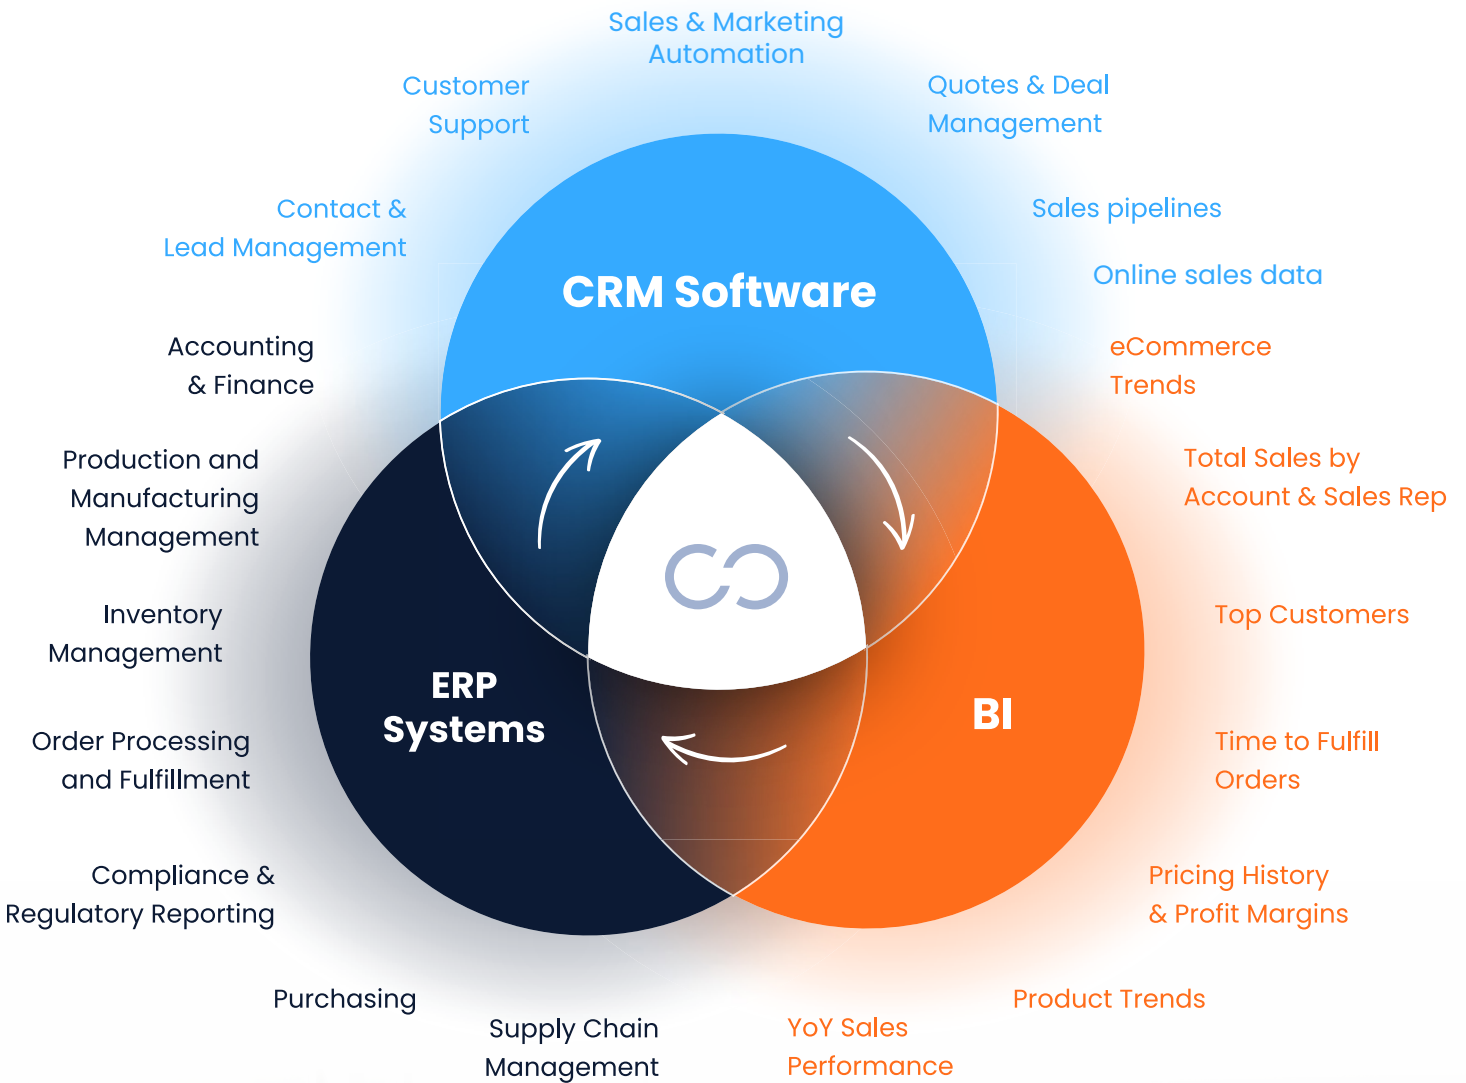 Sales & Marketing
Automation
Customer
Support
Quotes & Deal
Management
Contact &
Lead Management
Sales pipelines
Online sales data
CRM Software
Accounting
& Finance
eCommerce
Trends
Production and
Manufacturing
Management
Total Sales by
Account & Sales Rep
Inventory
Management
Top Customers
ERP
Systems
BI
Order Processing
and Fulfillment
Time to Fulfill
Orders
Compliance &
Regulatory Reporting
Pricing History
& Profit Margins
Purchasing
Product Trends
Supply Chain
Management
YoY Sales
Performance